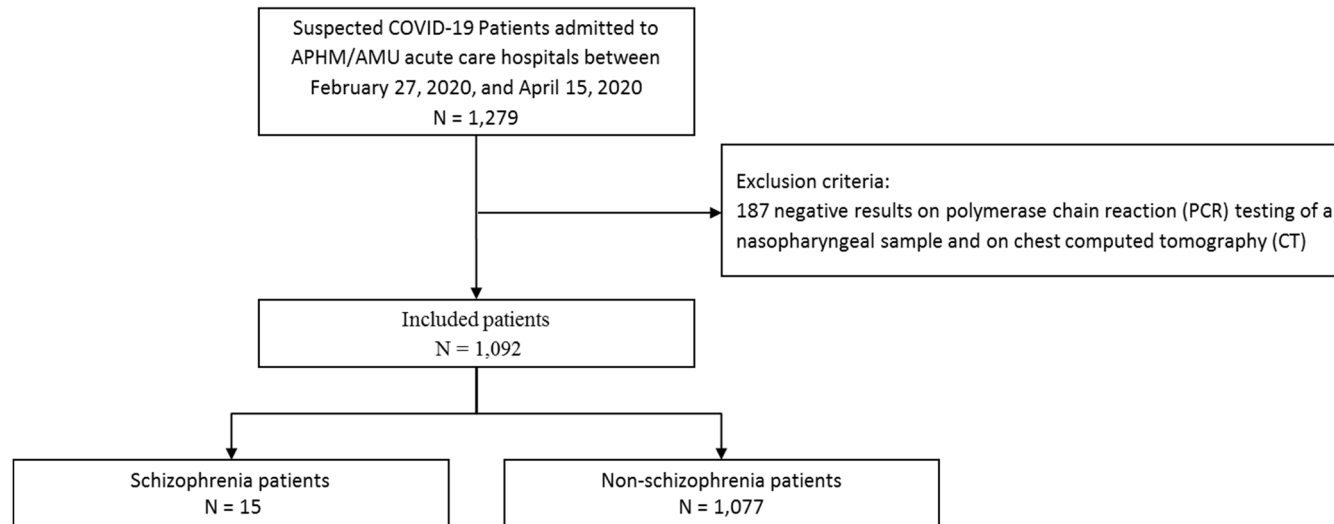 Suspected COVID-19 Patients admitted to
APHM/AMU acute care hospitals between
February 27, 2020, and April 15, 2020
N = 1,279
Exclusion criteria:
187 negative results on polymerase chain reaction (PCR) testing of a
nasopharyngeal sample and on chest computed tomography (CT)
Included patients
N = 1,092
Schizophrenia patients
N = 15
Non-schizophrenia patients
N = 1,077